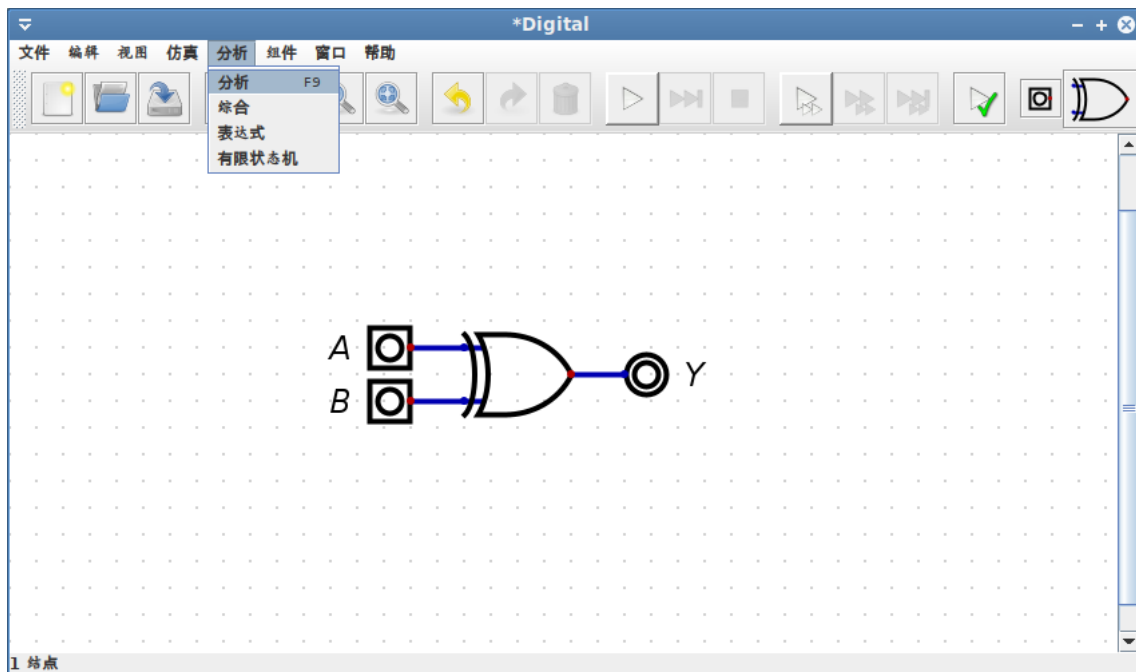 *Digital
文件 编辑 视图 仿真 分析 组件 窗口 帮助
分析 F9
综合
表达式
有限状态机
A
B
Y
1 结点